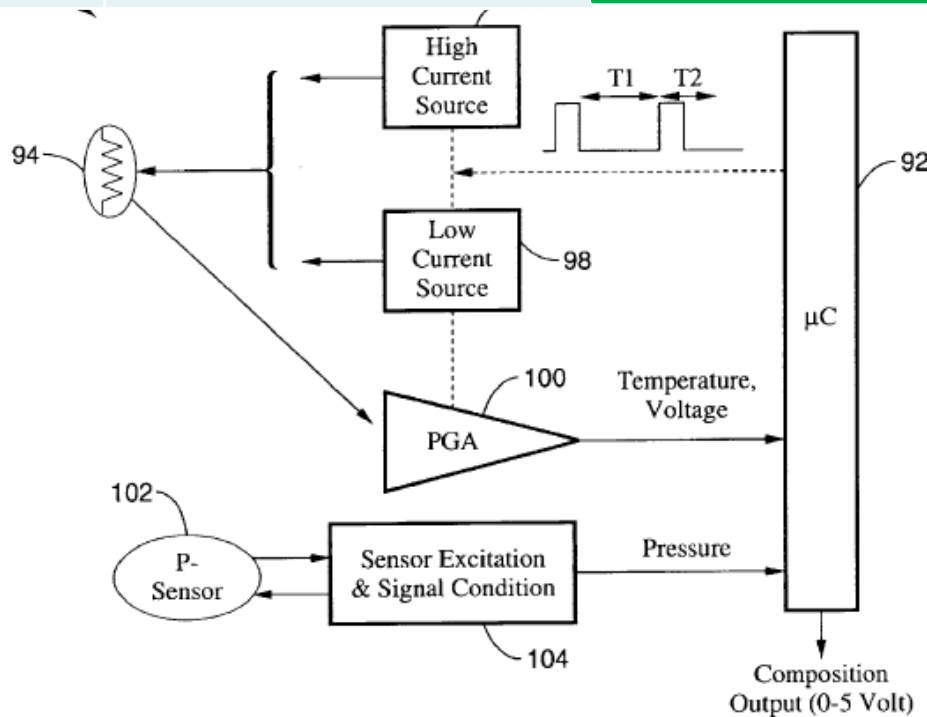 High
Current
Source
T1
T2
94
92
Low
Current
Source
98
μC
100
Temperature,
Voltage
PGA
102
P-
Sensor
Sensor Excitation
& Signal Condition
Pressure
104
Composition
Output (0-5 Volt)